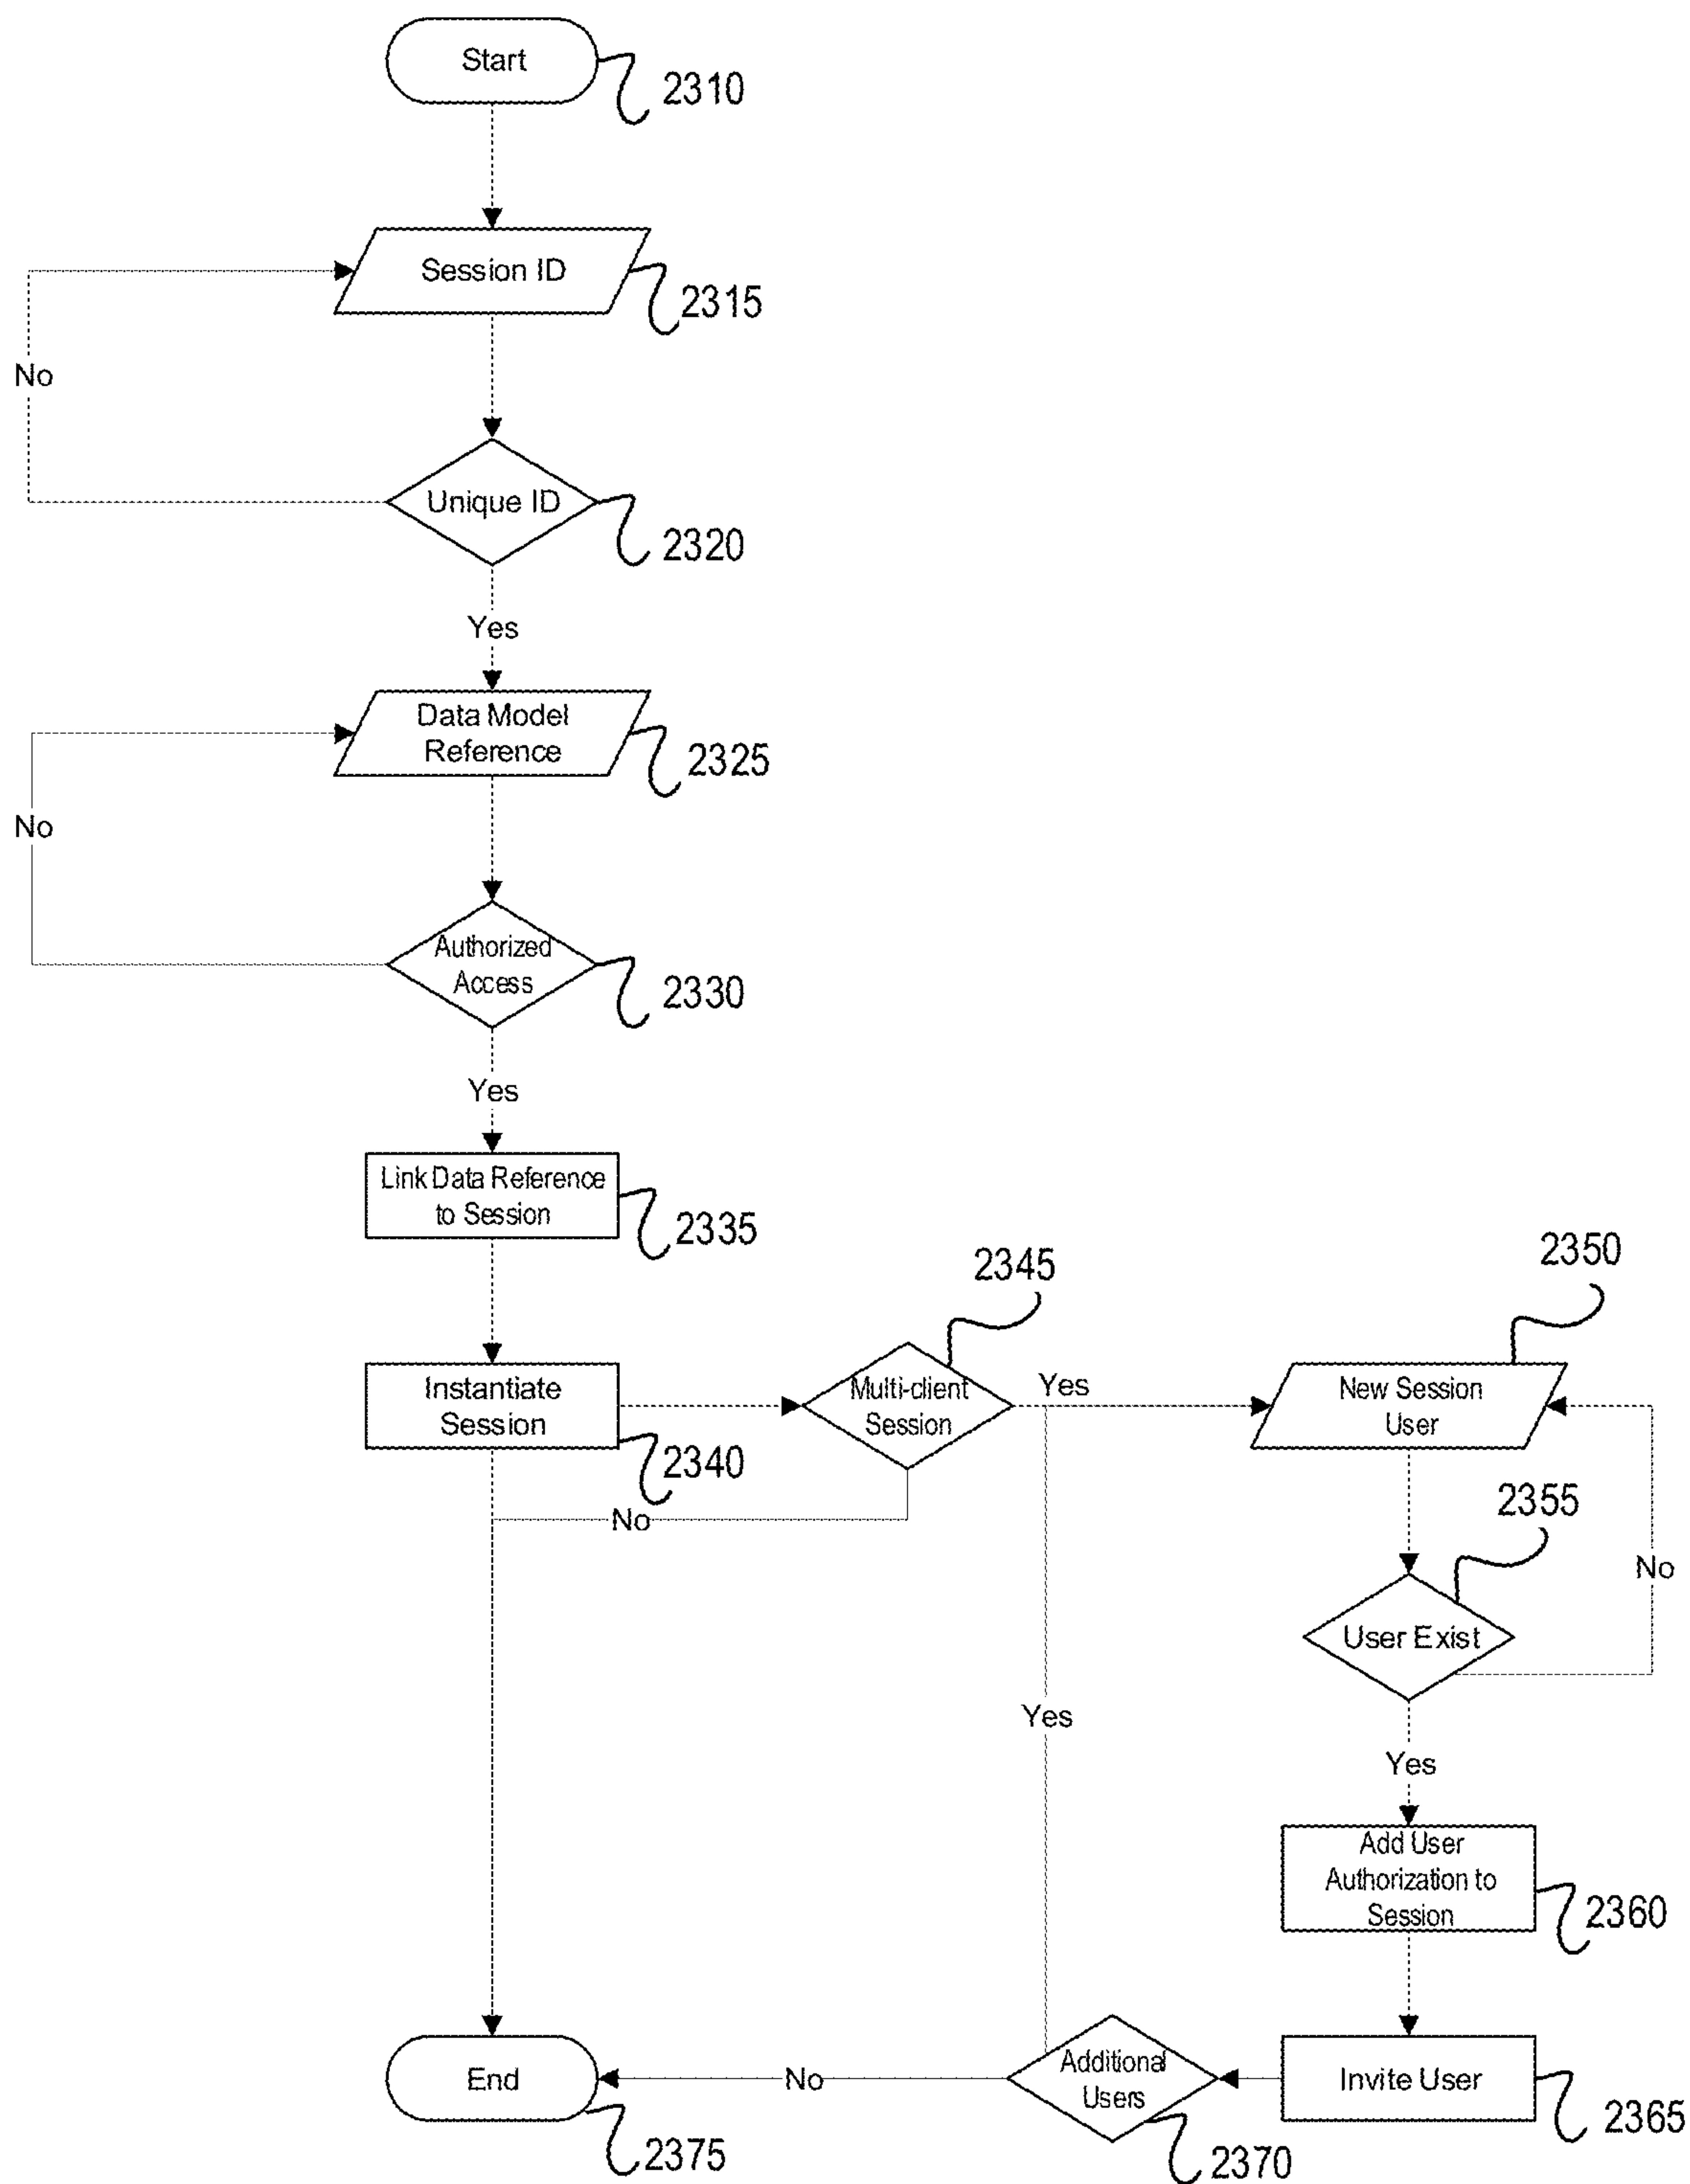 Start
2310
Session ID
2315
No
Unique ID
2320
Yes
Data Model
Reference
2325
No
Authorized
Access
2330
Yes
Link Data Reference
to Session
2335
Instantiate
Session
2340
2345
Multi-client
Session
Yes
No
2350
New Session
User
2355
No
User Exist
Yes
Yes
Add User
Authorization to
Session
2360
Invite User
2365
Additional
Users
2370
No
End
2375